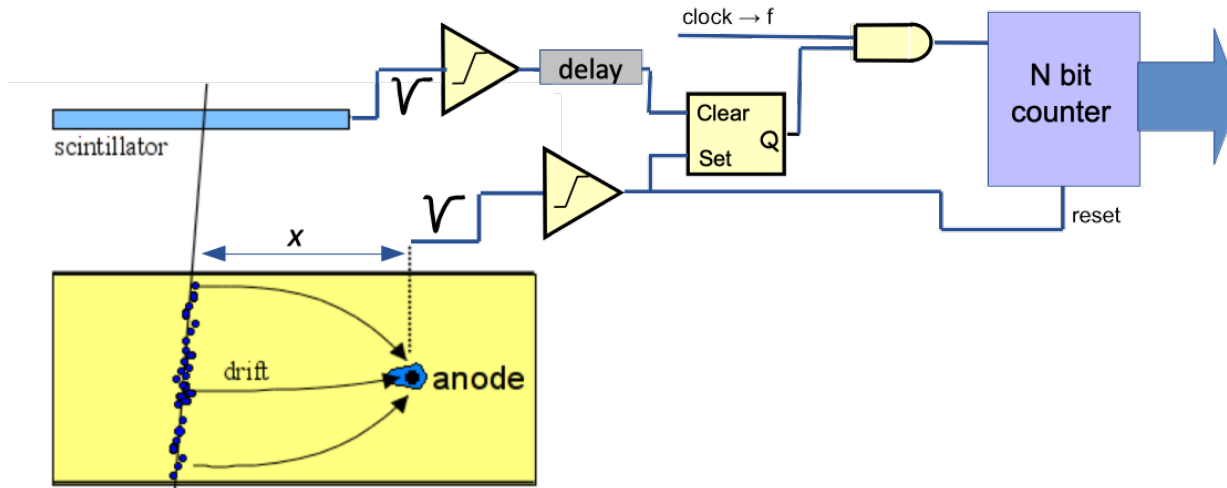 clock → f
delay
N bit
counter
Clear
Q
Set
scintillator
reset
x
drift
anode